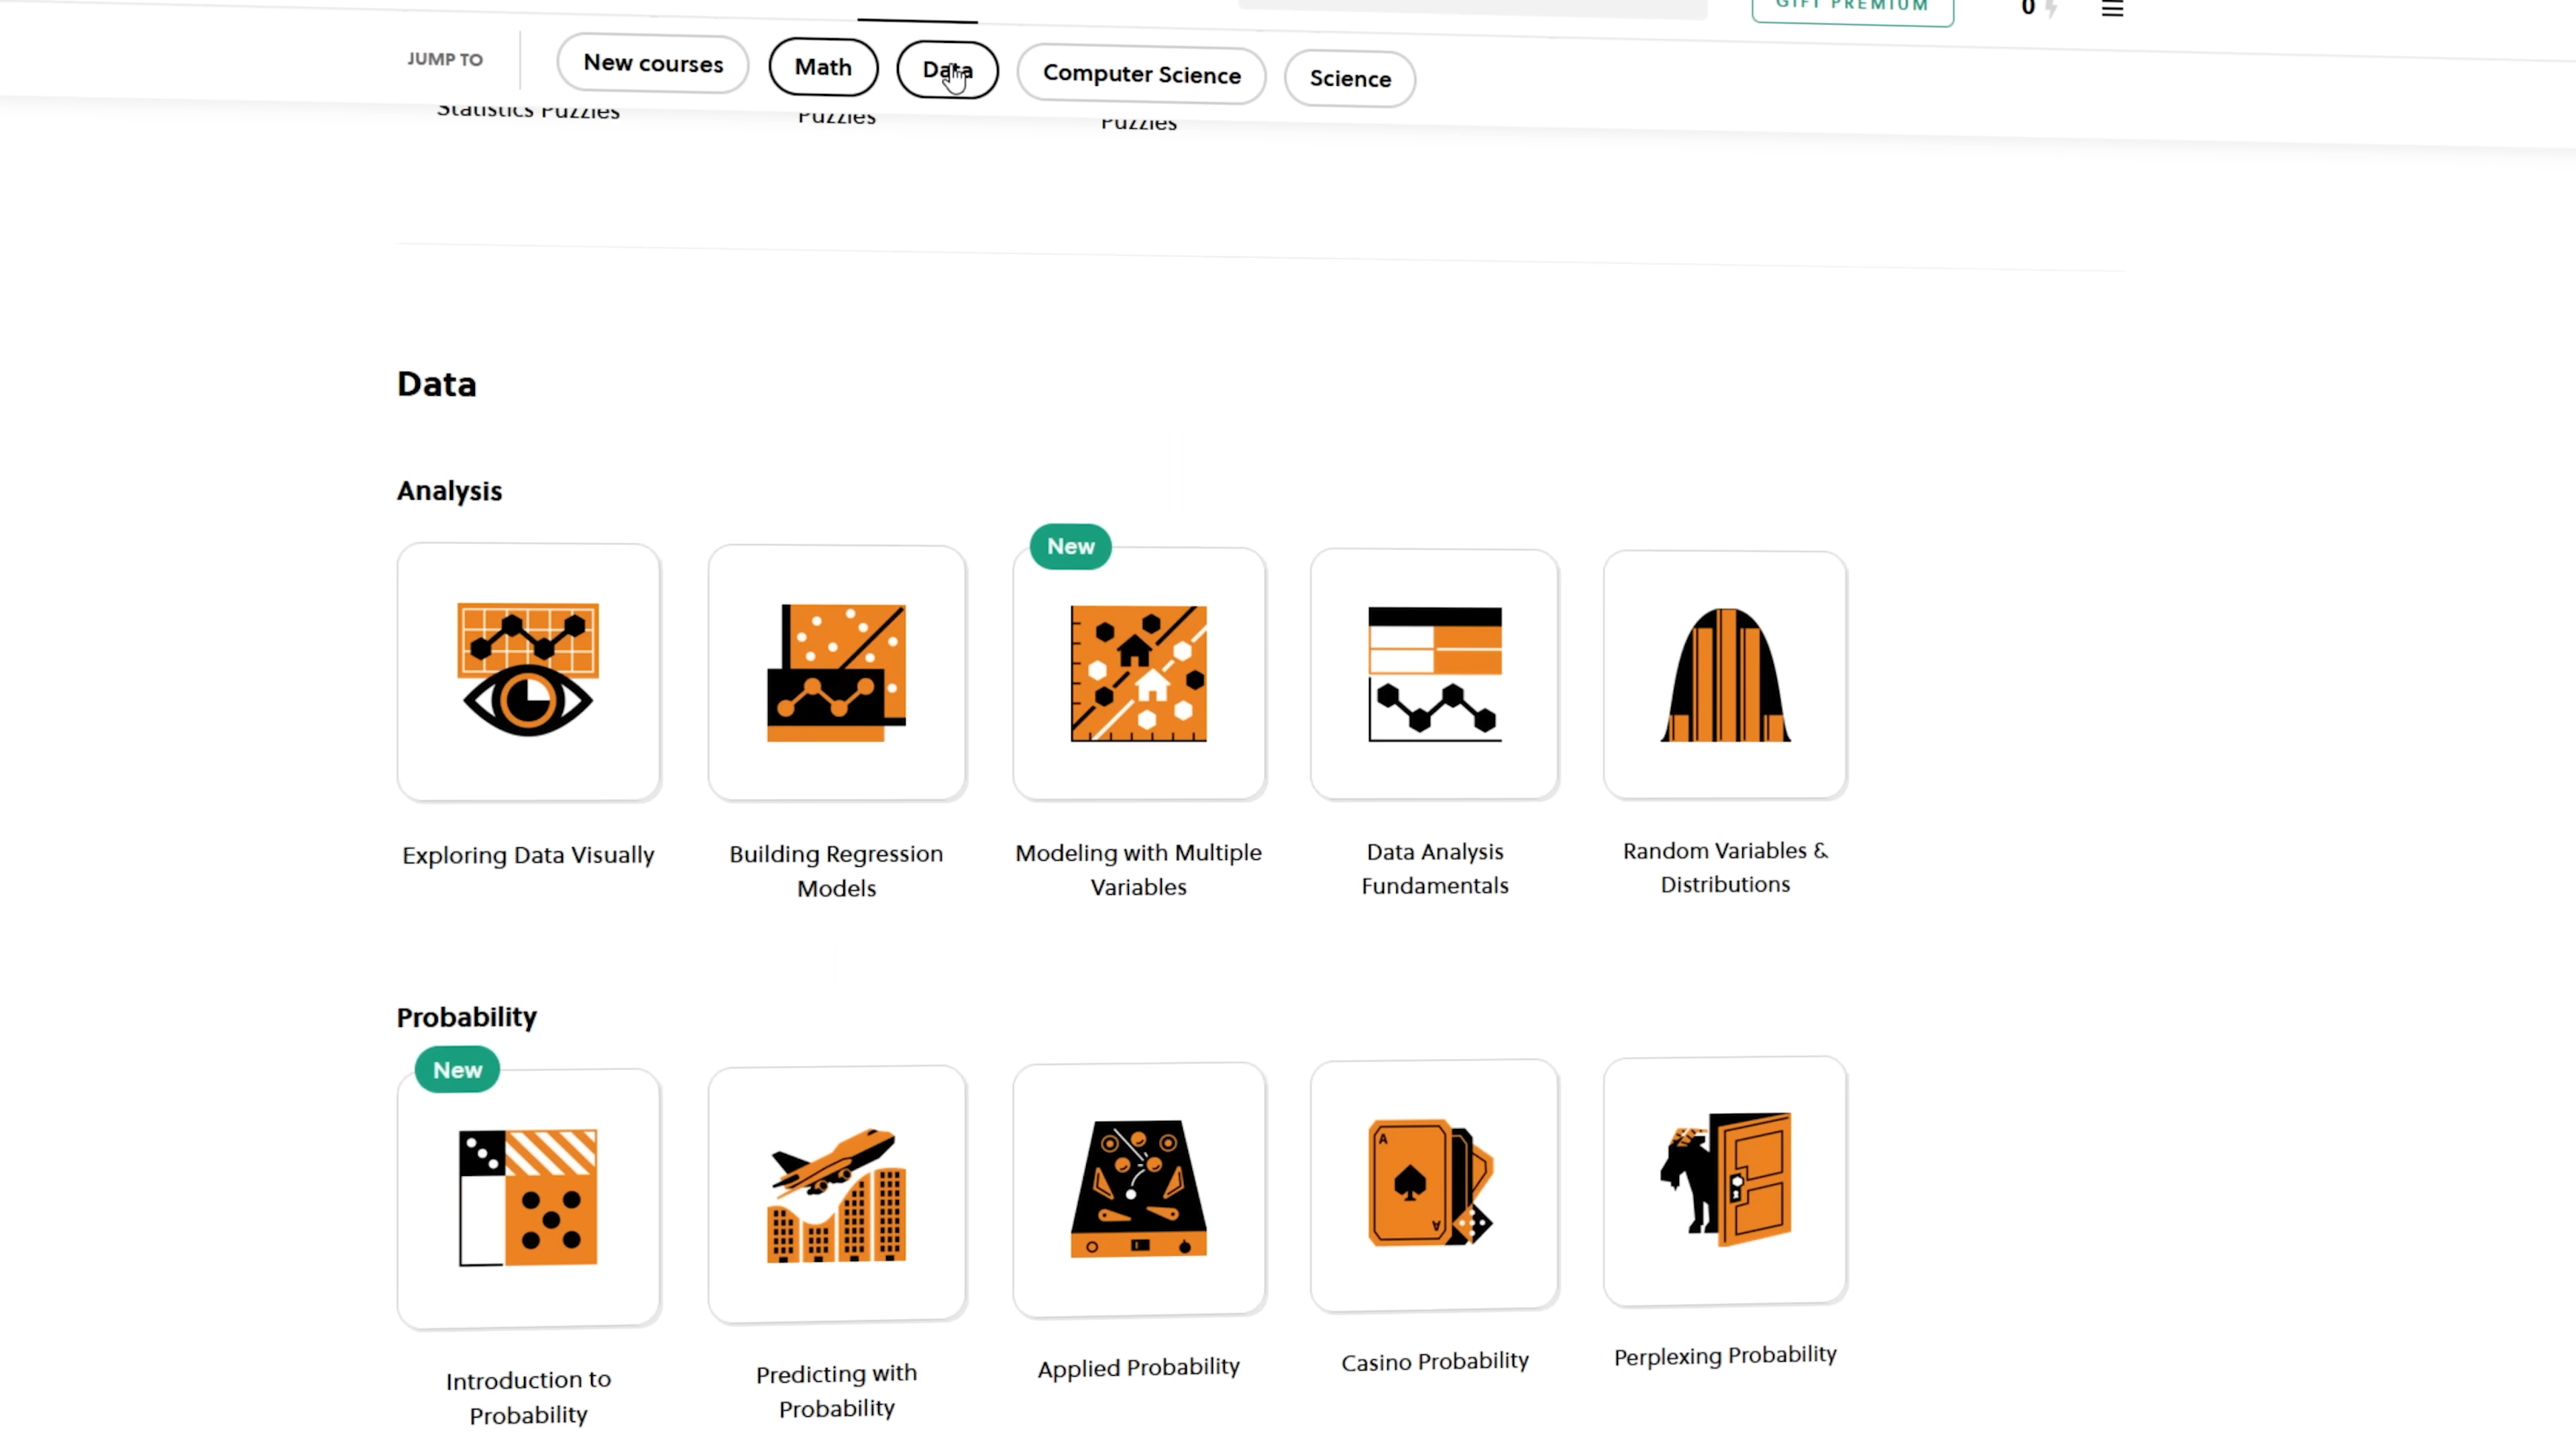 GIFT PREMIUM
0
JUMP TO
New courses
Math
Data
Computer Science
Science
Statistics Puzzles
Puzzles
Puzzles
Data
Analysis
New
Exploring Data Visually
Building Regression
Models
Modeling with Multiple
Variables
Data Analysis
Fundamentals
Random Variables &
Distributions
Probability
New
A
A
Introduction to
Probability
Predicting with
Probability
Applied Probability
Casino Probability
Perplexing Probability